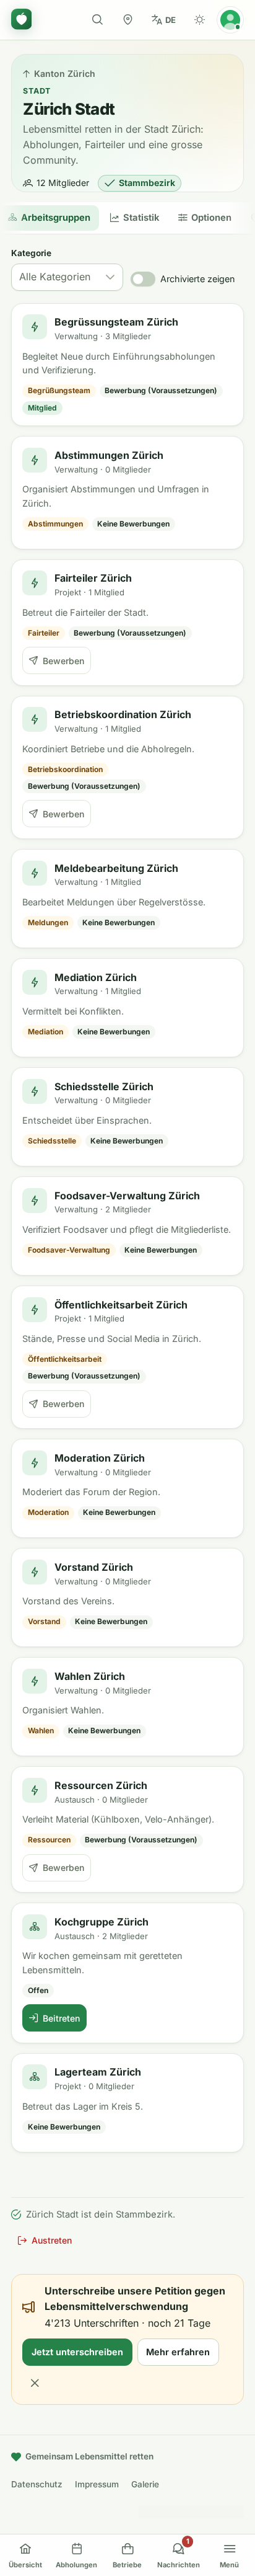 DE
Kanton Zürich
STADT
Zürich Stadt
Lebensmittel retten in der Stadt Zürich:
Abholungen, Fairteiler und eine grosse
Community.
12 Mitglieder Stammbezirk
Arbeitsgruppen Statistik Optionen
Kategorie
Alle Kategorien Archivierte zeigen
Begrüssungsteam Zürich
Verwaltung · 3 Mitglieder
Begleitet Neue durch Einführungsabholungen
und Verifizierung.
Begrüßungsteam Bewerbung (Voraussetzungen)
Mitglied
Abstimmungen Zürich
Verwaltung · 0 Mitglieder
Organisiert Abstimmungen und Umfragen in
Zürich.
Abstimmungen Keine Bewerbungen
Fairteiler Zürich
Projekt · 1 Mitglied
Betreut die Fairteiler der Stadt.
Fairteiler Bewerbung (Voraussetzungen)
Bewerben
Betriebskoordination Zürich
Verwaltung · 1 Mitglied
Koordiniert Betriebe und die Abholregeln.
Betriebskoordination
Bewerbung (Voraussetzungen)
Bewerben
Meldebearbeitung Zürich
Verwaltung · 1 Mitglied
Bearbeitet Meldungen über Regelverstösse.
Meldungen Keine Bewerbungen
Mediation Zürich
Verwaltung · 1 Mitglied
Vermittelt bei Konflikten.
Mediation Keine Bewerbungen
Schiedsstelle Zürich
Verwaltung · 0 Mitglieder
Entscheidet über Einsprachen.
Schiedsstelle Keine Bewerbungen
Foodsaver-Verwaltung Zürich
Verwaltung · 2 Mitglieder
Verifiziert Foodsaver und pflegt die Mitgliederliste.
Foodsaver-Verwaltung Keine Bewerbungen
Öffentlichkeitsarbeit Zürich
Projekt · 1 Mitglied
Stände, Presse und Social Media in Zürich.
Öffentlichkeitsarbeit
Bewerbung (Voraussetzungen)
Bewerben
Moderation Zürich
Verwaltung · 0 Mitglieder
Moderiert das Forum der Region.
Moderation Keine Bewerbungen
Vorstand Zürich
Verwaltung · 0 Mitglieder
Vorstand des Vereins.
Vorstand Keine Bewerbungen
Wahlen Zürich
Verwaltung · 0 Mitglieder
Organisiert Wahlen.
Wahlen Keine Bewerbungen
Ressourcen Zürich
Austausch · 0 Mitglieder
Verleiht Material (Kühlboxen, Velo-Anhänger).
Ressourcen Bewerbung (Voraussetzungen)
Bewerben
Kochgruppe Zürich
Austausch · 2 Mitglieder
Wir kochen gemeinsam mit geretteten
Lebensmitteln.
Offen
Beitreten
Lagerteam Zürich
Projekt · 0 Mitglieder
Betreut das Lager im Kreis 5.
Keine Bewerbungen
Zürich Stadt ist dein Stammbezirk.
Austreten
Unterschreibe unsere Petition gegen
Lebensmittelverschwendung
4'213 Unterschriften · noch 21 Tage
Jetzt unterschreiben Mehr erfahren
Gemeinsam Lebensmittel retten
Datenschutz Impressum Galerie
1
Übersicht Abholungen Betriebe Nachrichten Menü